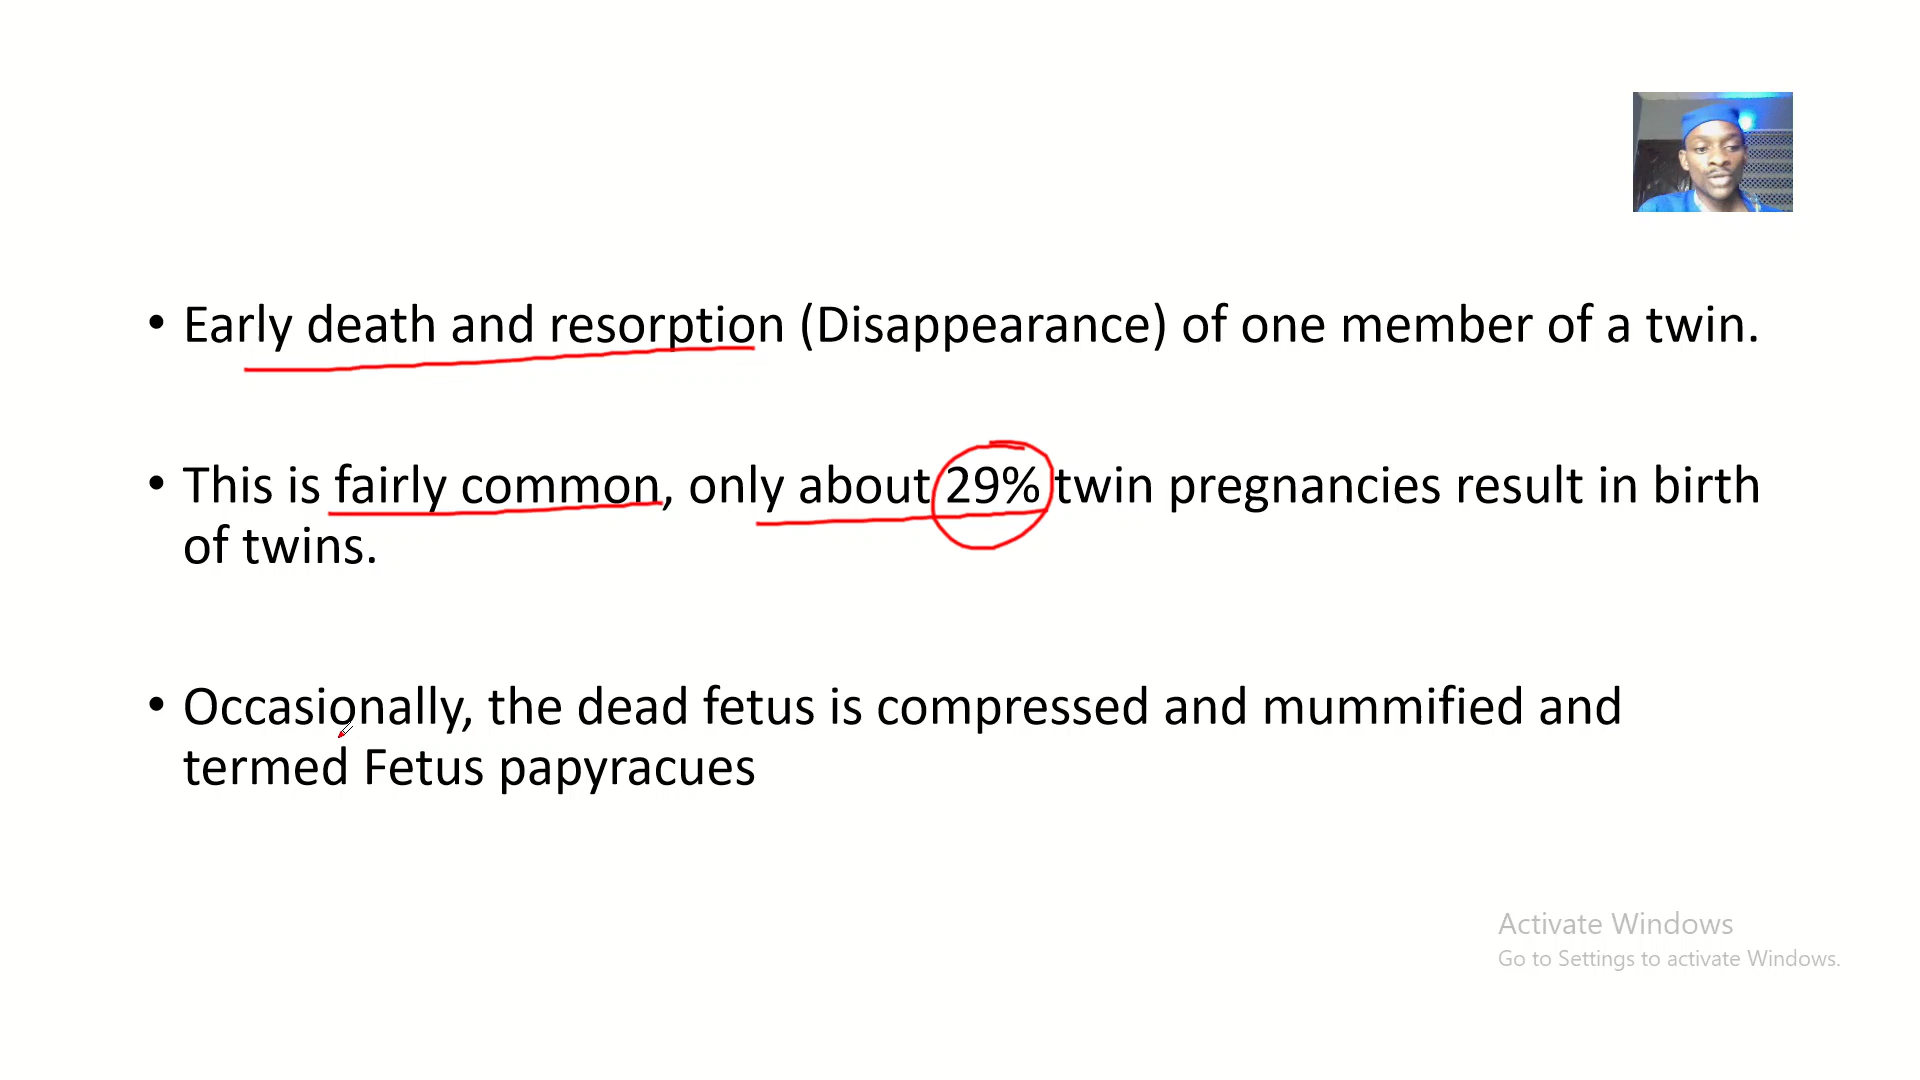 • Early death and resorption (Disappearance) of one member of a twin.
• This is fairly common, only about 29% twin pregnancies result in birth
of twins.
• Occasionally, the dead fetus is compressed and mummified and
termed Fetus papyracues
Activate Windows
Go to Settings to activate Windows.